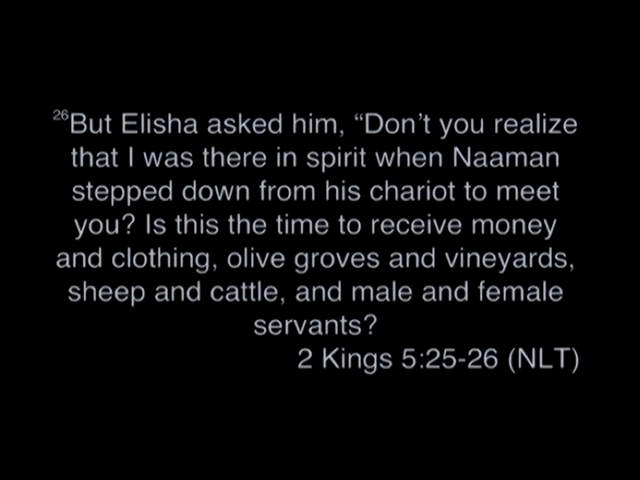 26But Elisha asked him, “Don’t you realize
that I was there in spirit when Naaman
stepped down from his chariot to meet
you? Is this the time to receive money
and clothing, olive groves and vineyards,
sheep and cattle, and male and female
servants?
2 Kings 5:25-26 (NLT)